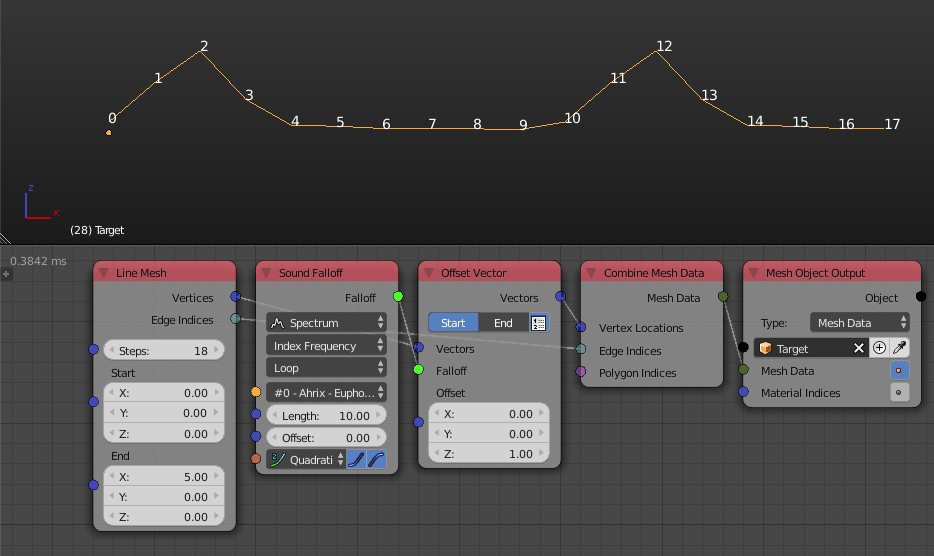 0 1 2 3 4 5 6 7 8 9 10 11 12 13 14 15 16 17
z
x
(28) Target
0.3842 ms
Line Mesh
Vertices
Edge Indices
Steps: 18
Start
X: 0.00
Y: 0.00
Z: 0.00
End
X: 5.00
Y: 0.00
Z: 0.00
Sound Falloff
Falloff
Spectrum
Index Frequency
Loop
#0 - Ahrix - Eupho...
Length: 10.00
Offset: 0.00
Quadrati
Offset Vector
Vectors
Start End
Vectors
Falloff
Offset
X: 0.00
Y: 0.00
Z: 1.00
Combine Mesh Data
Mesh Data
Vertex Locations
Edge Indices
Polygon Indices
Mesh Object Output
Object
Type: Mesh Data
Target
Mesh Data
Material Indices